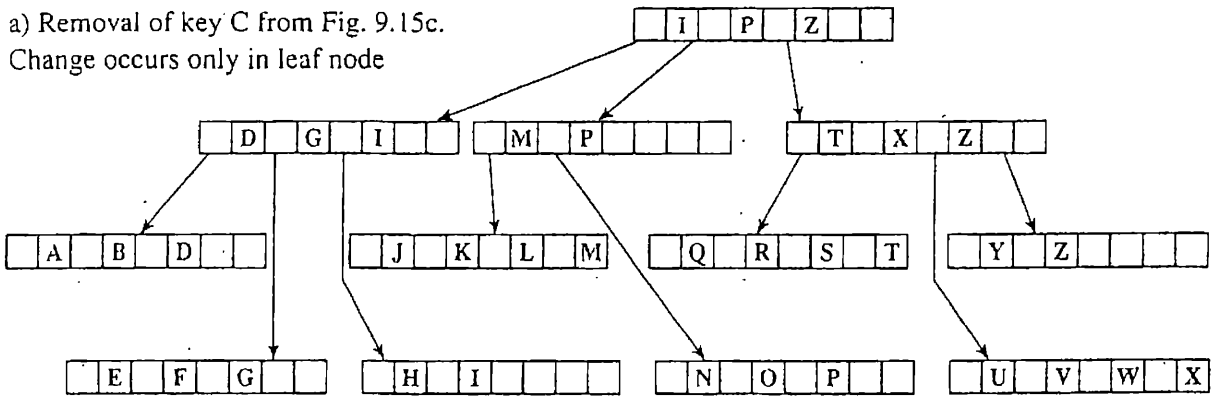 a) Removal of key C from Fig. 9.15c.
Change occurs only in leaf node
I P Z
D G I
M P
T X Z
A B D
J K L M
Q R S T
Y Z
E F G
H I
N O P
U V W X